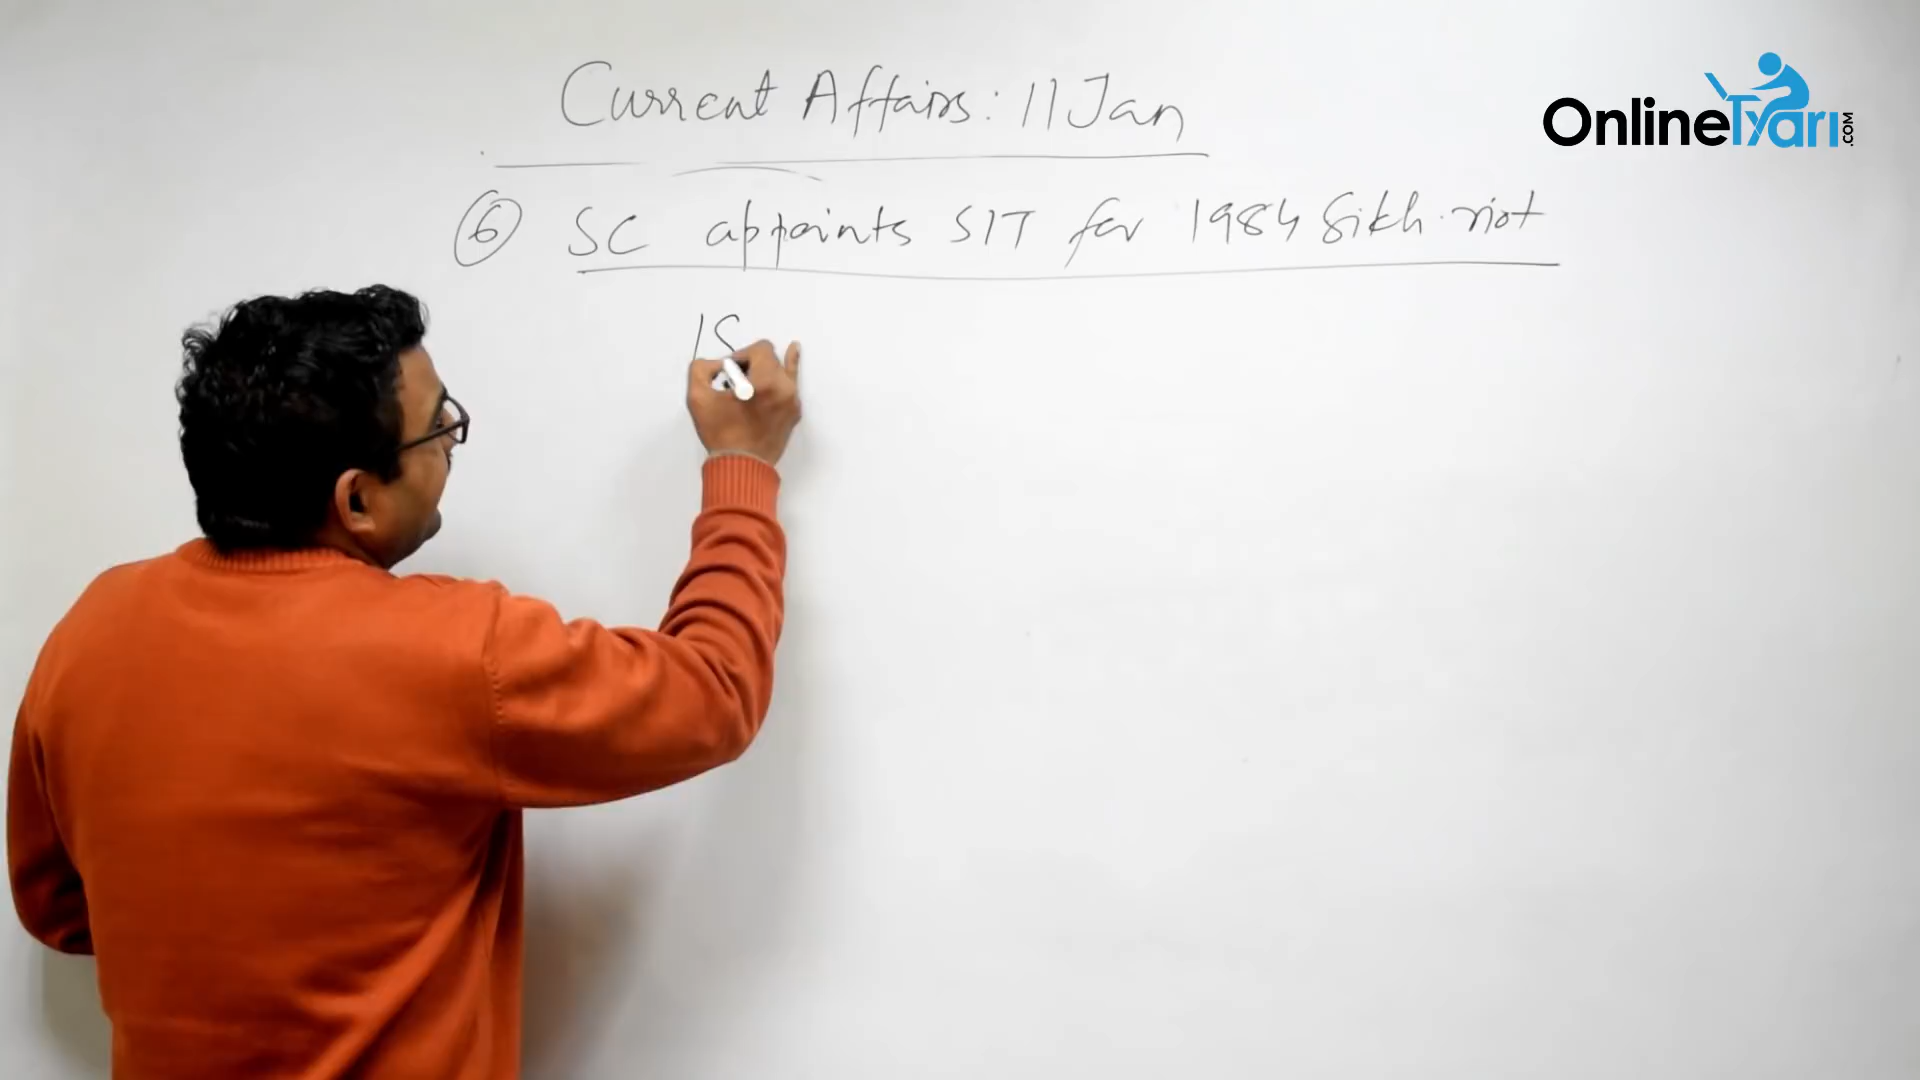 Current Affairs: 11 Jan
OnlineTyari.COM
6 SC appoints SIT for 1984 Sikh riot